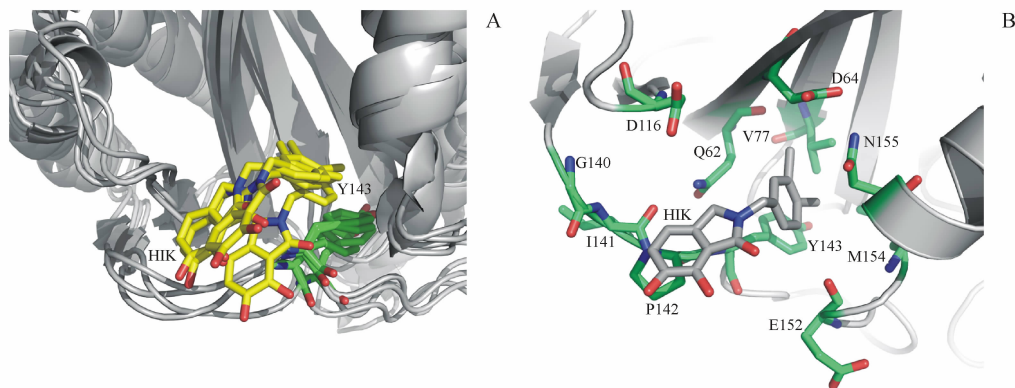 A
Y143
HIK
B
D64
D116
V77
Q62
N155
G140
HIK
I141
Y143
M154
P142
E152